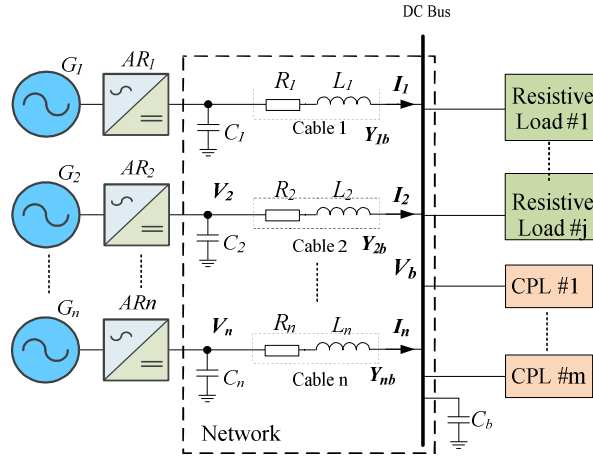 DC Bus
G1 AR1 R1 L1 I1
C1 Cable 1 Y1b
Resistive
Load #1
G2 AR2 V2 R2 L2 I2
C2 Cable 2 Y2b
Resistive
Load #j
Vb
CPL #1
Gn ARn Vn Rn Ln In
Cn Cable n Ynb
CPL #m
Cb
Network